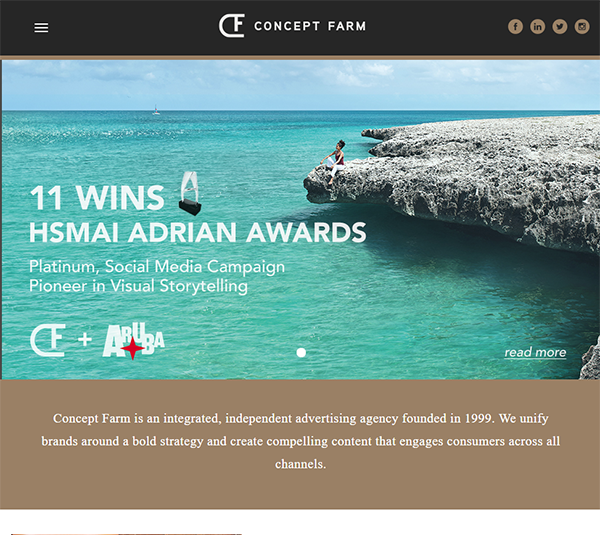 CF CONCEPT FARM
11 WINS
HSMAI ADRIAN AWARDS
Platinum, Social Media Campaign
Pioneer in Visual Storytelling
CF + ARUBA
read more
Concept Farm is an integrated, independent advertising agency founded in 1999. We unify
brands around a bold strategy and create compelling content that engages consumers across all
channels.